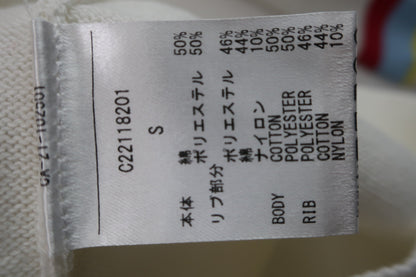 C22118201
S
本体 綿 50%
ポリエステル 50%
リブ部分
ポリエステル 46%
綿 44%
ナイロン 10%
BODY COTTON 50%
POLYESTER 50%
RIB POLYESTER 46%
COTTON 44%
NYLON 10%